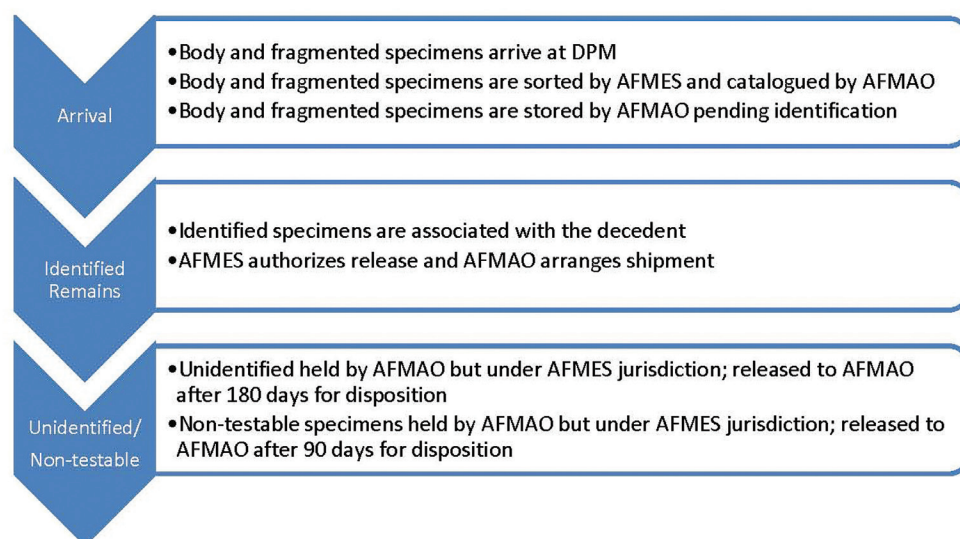 Arrival
•Body and fragmented specimens arrive at DPM
•Body and fragmented specimens are sorted by AFMES and catalogued by AFMAO
•Body and fragmented specimens are stored by AFMAO pending identification
Identified
Remains
•Identified specimens are associated with the decedent
•AFMES authorizes release and AFMAO arranges shipment
Unidentified/
Non-testable
•Unidentified held by AFMAO but under AFMES jurisdiction; released to AFMAO
after 180 days for disposition
•Non-testable specimens held by AFMAO but under AFMES jurisdiction; released to
AFMAO after 90 days for disposition